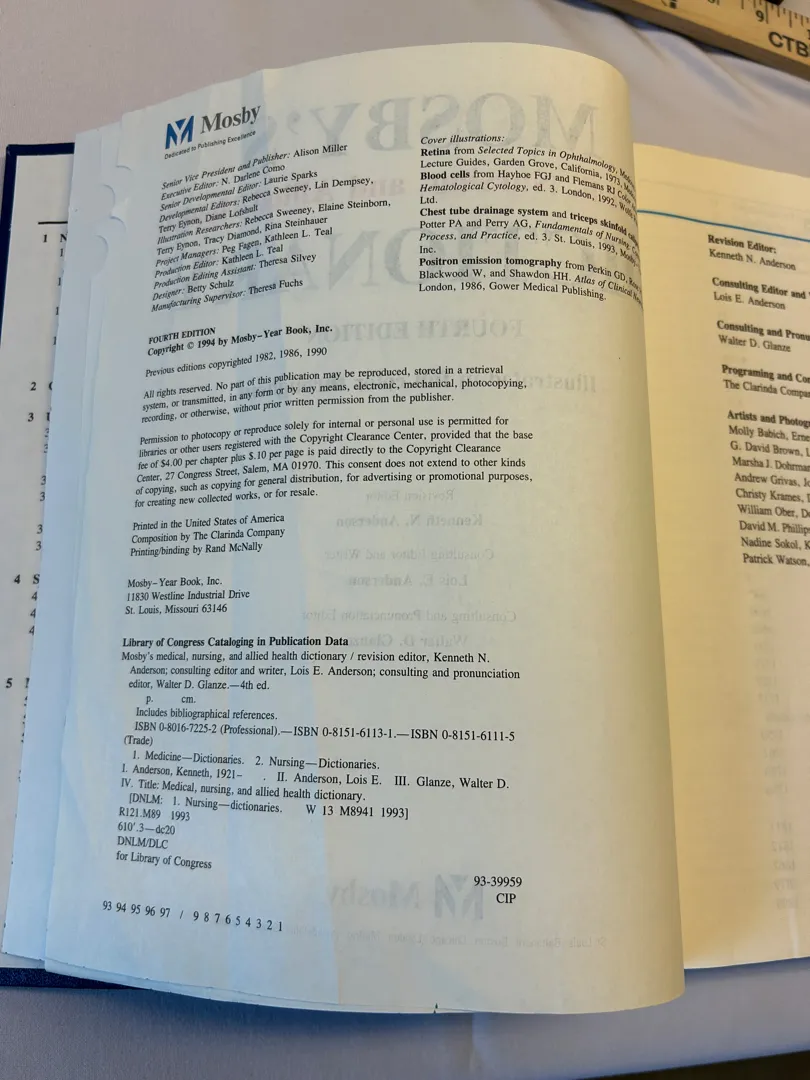 Mosby
Dedicated to Publishing Excellence
Senior Vice President and Publisher: Alison Miller
Executive Editor: N. Darlene Como
Senior Developmental Editor: Laurie Sparks
Developmental Editors: Rebecca Sweeney, Lin Dempsey,
Terry Eynon, Diane Lofshult
Illustration Researchers: Rebecca Sweeney, Elaine Steinborn,
Terry Eynon, Tracy Diamond, Rina Steinhauer
Project Managers: Peg Fagen, Kathleen L. Teal
Production Editor: Kathleen L. Teal
Production Editing Assistant: Theresa Silvey
Designer: Betty Schulz
Manufacturing Supervisor: Theresa Fuchs
Cover illustrations:
Retina from Selected Topics in Ophthalmology,
Lecture Guides, Garden Grove, California, 1973,
Blood cells from Hayhoe FGJ and Flemans RJ
Hematological Cytology, ed. 3. London, 1992,
Ltd.
Chest tube drainage system and triceps skinfold
Potter PA and Perry AG, Fundamentals of Nursing
Process, and Practice, ed. 3. St. Louis, 1993,
Inc.
Positron emission tomography from Perkin GD,
Blackwood W, and Shawdon HH. Atlas of Clinical
London, 1986, Gower Medical Publishing.
FOURTH EDITION
Copyright © 1994 by Mosby–Year Book, Inc.
Previous editions copyrighted 1982, 1986, 1990
All rights reserved. No part of this publication may be reproduced, stored in a retrieval
system, or transmitted, in any form or by any means, electronic, mechanical, photocopying,
recording, or otherwise, without prior written permission from the publisher.
Permission to photocopy or reproduce solely for internal or personal use is permitted for
libraries or other users registered with the Copyright Clearance Center, provided that the base
fee of $4.00 per chapter plus $.10 per page is paid directly to the Copyright Clearance
Center, 27 Congress Street, Salem, MA 01970. This consent does not extend to other kinds
of copying, such as copying for general distribution, for advertising or promotional purposes,
for creating new collected works, or for resale.
Printed in the United States of America
Composition by The Clarinda Company
Printing/binding by Rand McNally
Mosby–Year Book, Inc.
11830 Westline Industrial Drive
St. Louis, Missouri 63146
Library of Congress Cataloging in Publication Data
Mosby's medical, nursing, and allied health dictionary / revision editor, Kenneth N.
Anderson; consulting editor and writer, Lois E. Anderson; consulting and pronunciation
editor, Walter D. Glanze.—4th ed.
p. cm.
Includes bibliographical references.
ISBN 0-8016-7225-2 (Professional).—ISBN 0-8151-6113-1.—ISBN 0-8151-6111-5
(Trade)
1. Medicine—Dictionaries. 2. Nursing—Dictionaries.
I. Anderson, Kenneth, 1921– . II. Anderson, Lois E. III. Glanze, Walter D.
IV. Title: Medical, nursing, and allied health dictionary.
[DNLM: 1. Nursing—dictionaries. W 13 M8941 1993]
R121.M89 1993
610'.3—dc20
DNLM/DLC
for Library of Congress
93-39959
CIP
93 94 95 96 97 / 9 8 7 6 5 4 3 2 1
Revision Editor:
Kenneth N. Anderson
Consulting Editor and
Lois E. Anderson
Consulting and
Walter D. Glanze
Programing and
The Clarinda
Artists and
Molly Babich,
G. David Brown,
Marsha J. Dohrman
Andrew Grivas,
Christy Krames,
William Ober,
David M.
Nadine Sokol,
Patrick Watson,
1
2
3
3
3
3
3
4 S
4
4
4
5
9
CTB